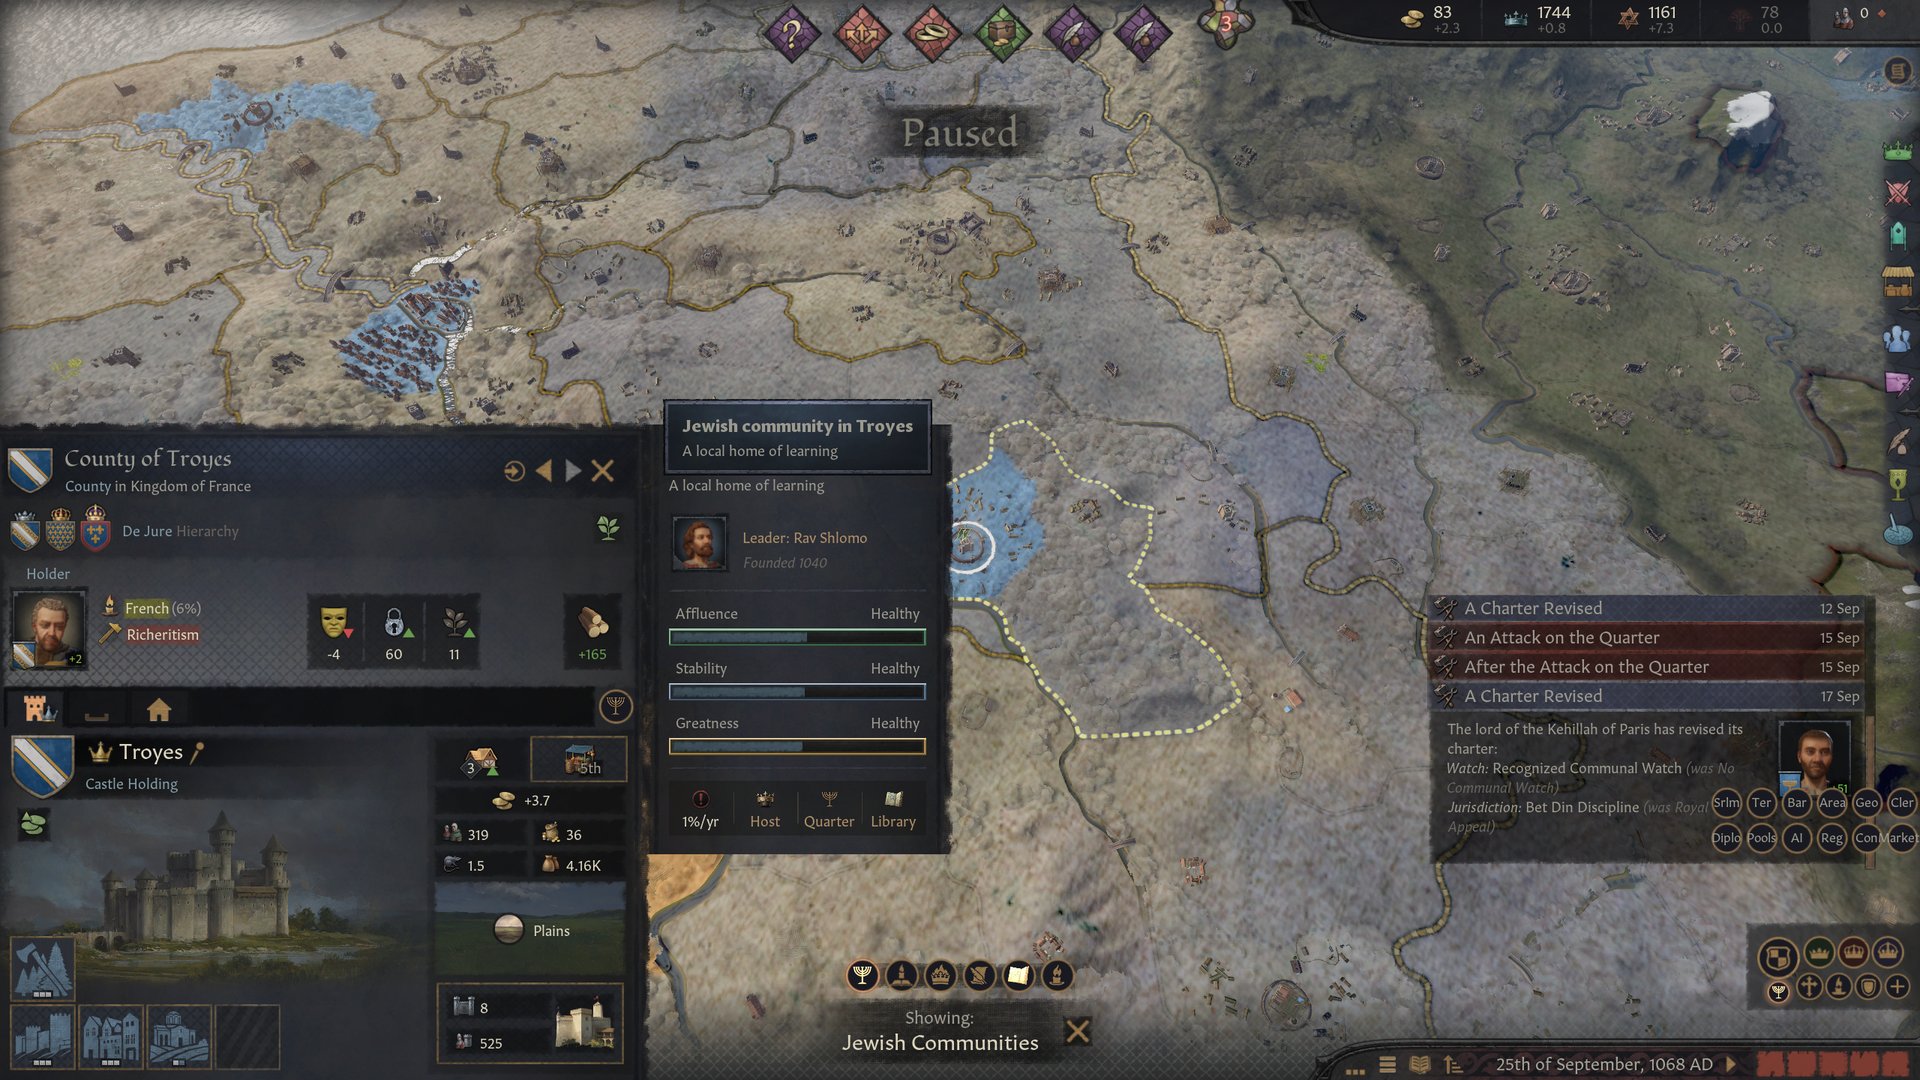 83
+2.3
1744
+0.8
1161
+7.3
78
0.0
0
3
Paused
County of Troyes
County in Kingdom of France
De Jure Hierarchy
Holder
+2
French (6%)
Richeritism
-4
60
11
+165
Troyes
Castle Holding
3
5th
+3.7
319
36
1.5
4.16K
Plains
8
525
Jewish community in Troyes
A local home of learning
A local home of learning
Leader: Rav Shlomo
Founded 1040
Affluence Healthy
Stability Healthy
Greatness Healthy
1%/yr Host Quarter Library
Showing:
Jewish Communities
A Charter Revised 12 Sep
An Attack on the Quarter 15 Sep
After the Attack on the Quarter 15 Sep
A Charter Revised 17 Sep
The lord of the Kehillah of Paris has revised its
charter:
Watch: Recognized Communal Watch (was No
Communal Watch)
Jurisdiction: Bet Din Discipline (was Royal
Appeal)
51
Srlm Ter Bar Area Geo Cler
Diplo Pools AI Reg Con Market
25th of September, 1068 AD